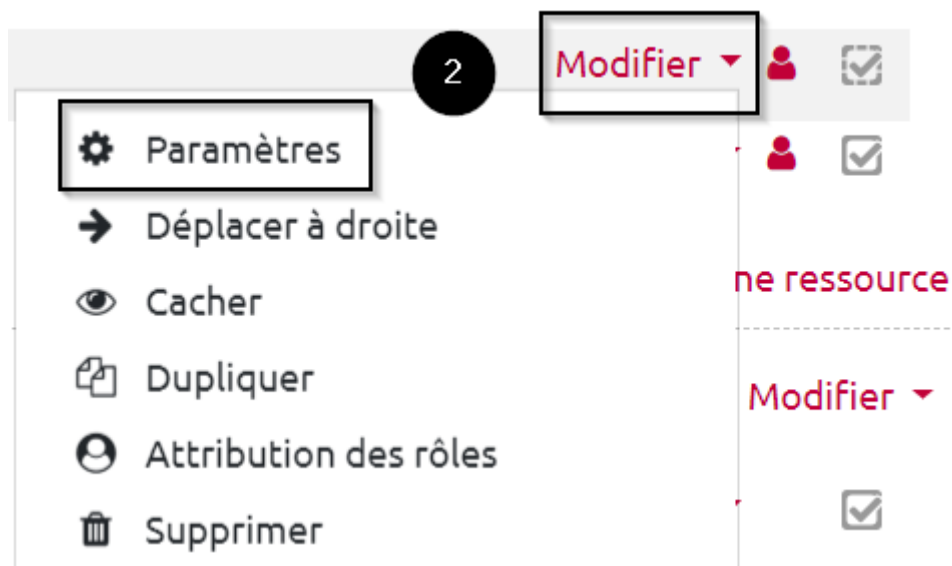 2 Modifier
Paramètres
Déplacer à droite
ne ressource
Cacher
Dupliquer
Modifier
Attribution des rôles
Supprimer